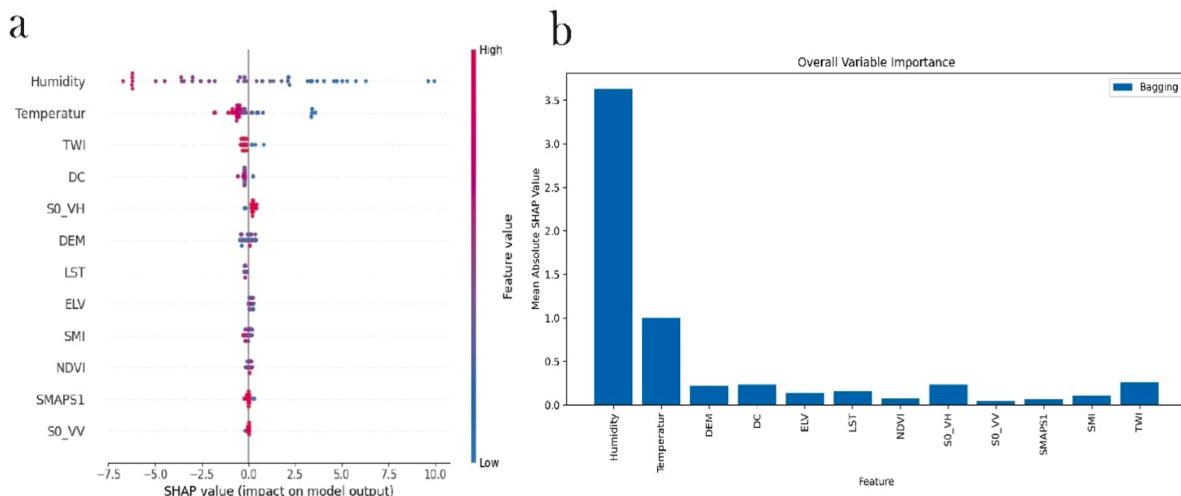 a
High
Humidity
Temperatur
TWI
DC
S0_VH
DEM
LST
ELV
SMI
NDVI
SMAPS1
S0_VV
Low
Feature value
−7.5 −5.0 −2.5 0.0 2.5 5.0 7.5 10.0
SHAP value (impact on model output)
b
Overall Variable Importance
Bagging
Mean Absolute SHAP Value
3.5
3.0
2.5
2.0
1.5
1.0
0.5
0.0
Humidity
Temperatur
DEM
DC
ELV
LST
NDVI
S0_VH
S0_VV
SMAPS1
SMI
TWI
Feature